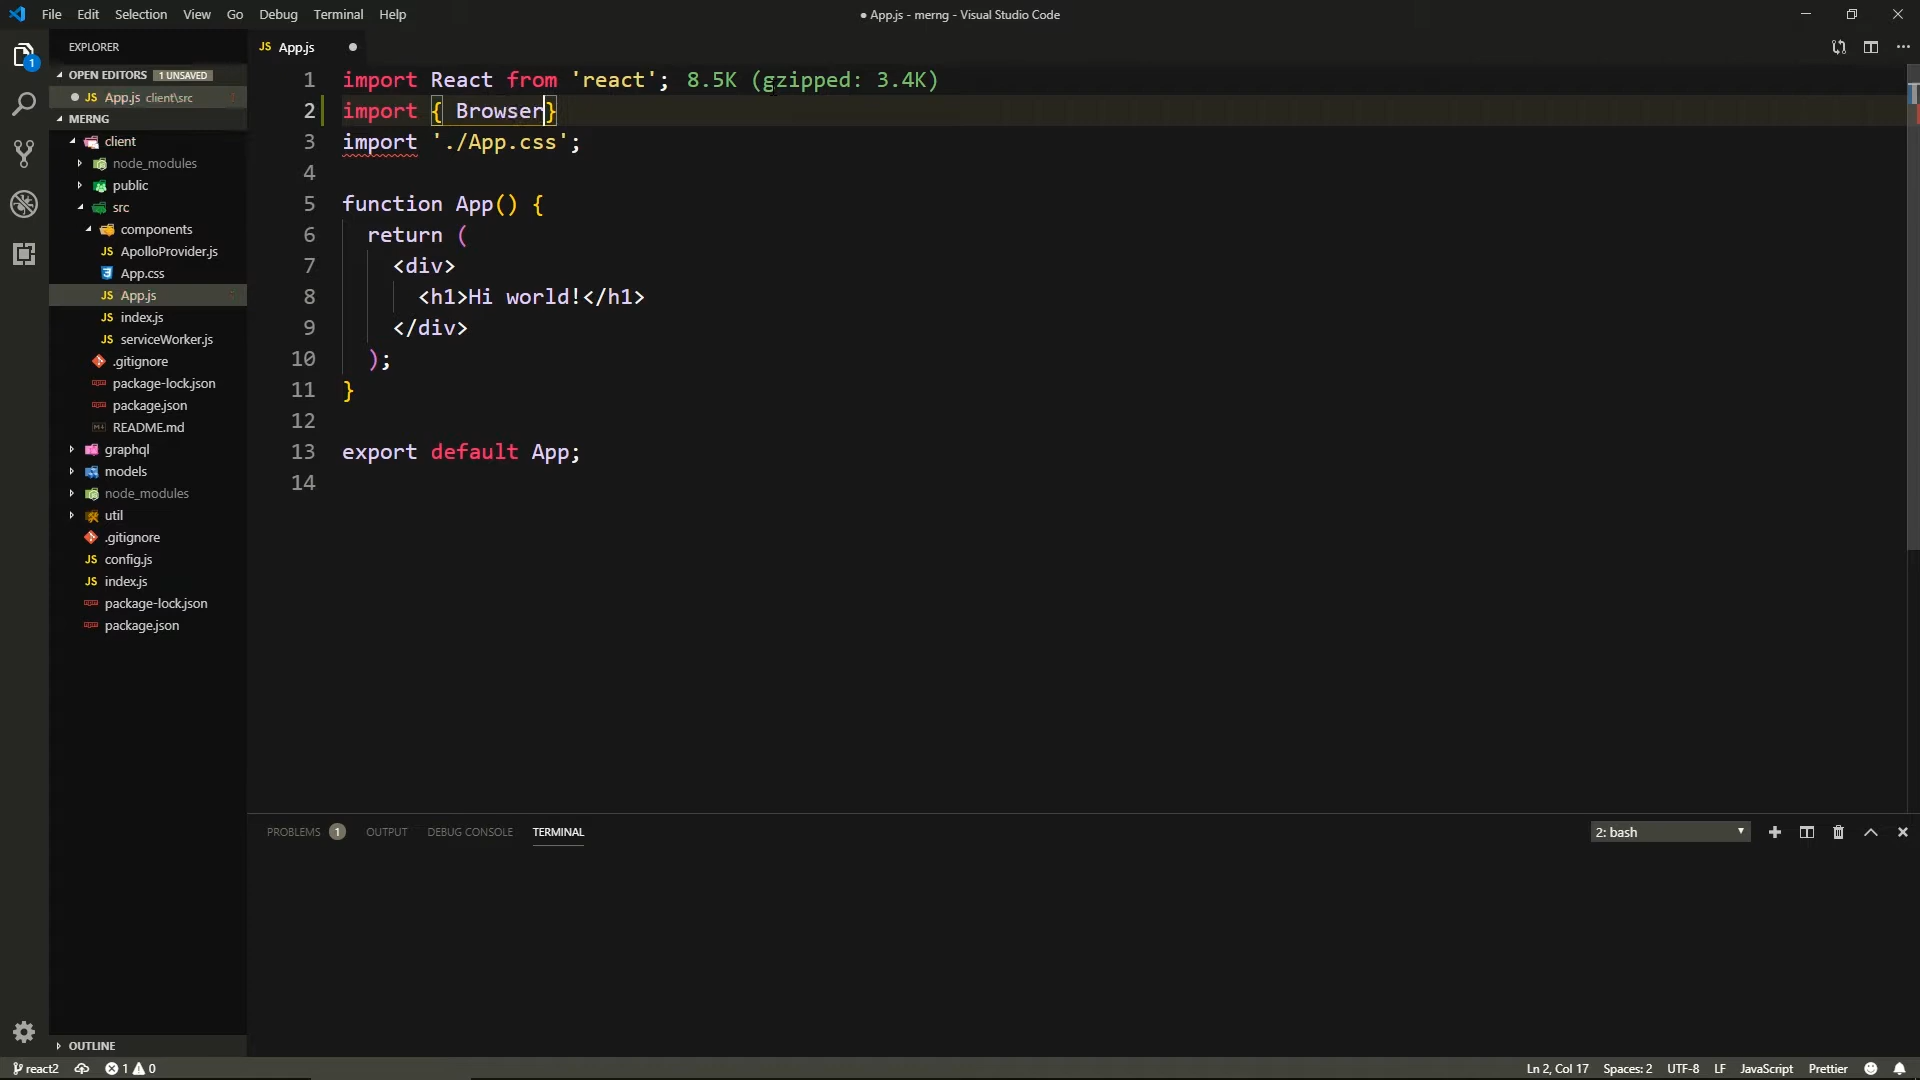 File Edit Selection View Go Debug Terminal Help
● App.js - merng - Visual Studio Code
EXPLORER
OPEN EDITORS 1 UNSAVED
JS App.js client\src
MERNG
client
node_modules
public
src
components
JS ApolloProvider.js
App.css
JS App.js
JS index.js
JS serviceWorker.js
.gitignore
package-lock.json
package.json
README.md
graphql
models
node_modules
util
.gitignore
JS config.js
JS index.js
package-lock.json
package.json
OUTLINE
JS App.js
1 import React from 'react'; 8.5K (gzipped: 3.4K)
2 import { Browser}
3 import './App.css';
4
5 function App() {
6 return (
7 <div>
8 <h1>Hi world!</h1>
9 </div>
10 );
11 }
12
13 export default App;
14
PROBLEMS 1 OUTPUT DEBUG CONSOLE TERMINAL
2: bash
react2 1 0
Ln 2, Col 17 Spaces: 2 UTF-8 LF JavaScript Prettier